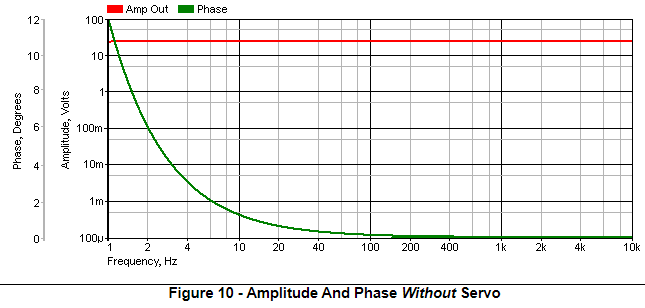 Amp Out Phase
Phase, Degrees
12
10
8
6
4
2
0
Amplitude, Volts
100
10
1
100m
10m
1m
100µ
1 2 4 10 20 40 100 200 400 1k 2k 4k 10k
Frequency, Hz
Figure 10 - Amplitude And Phase Without Servo